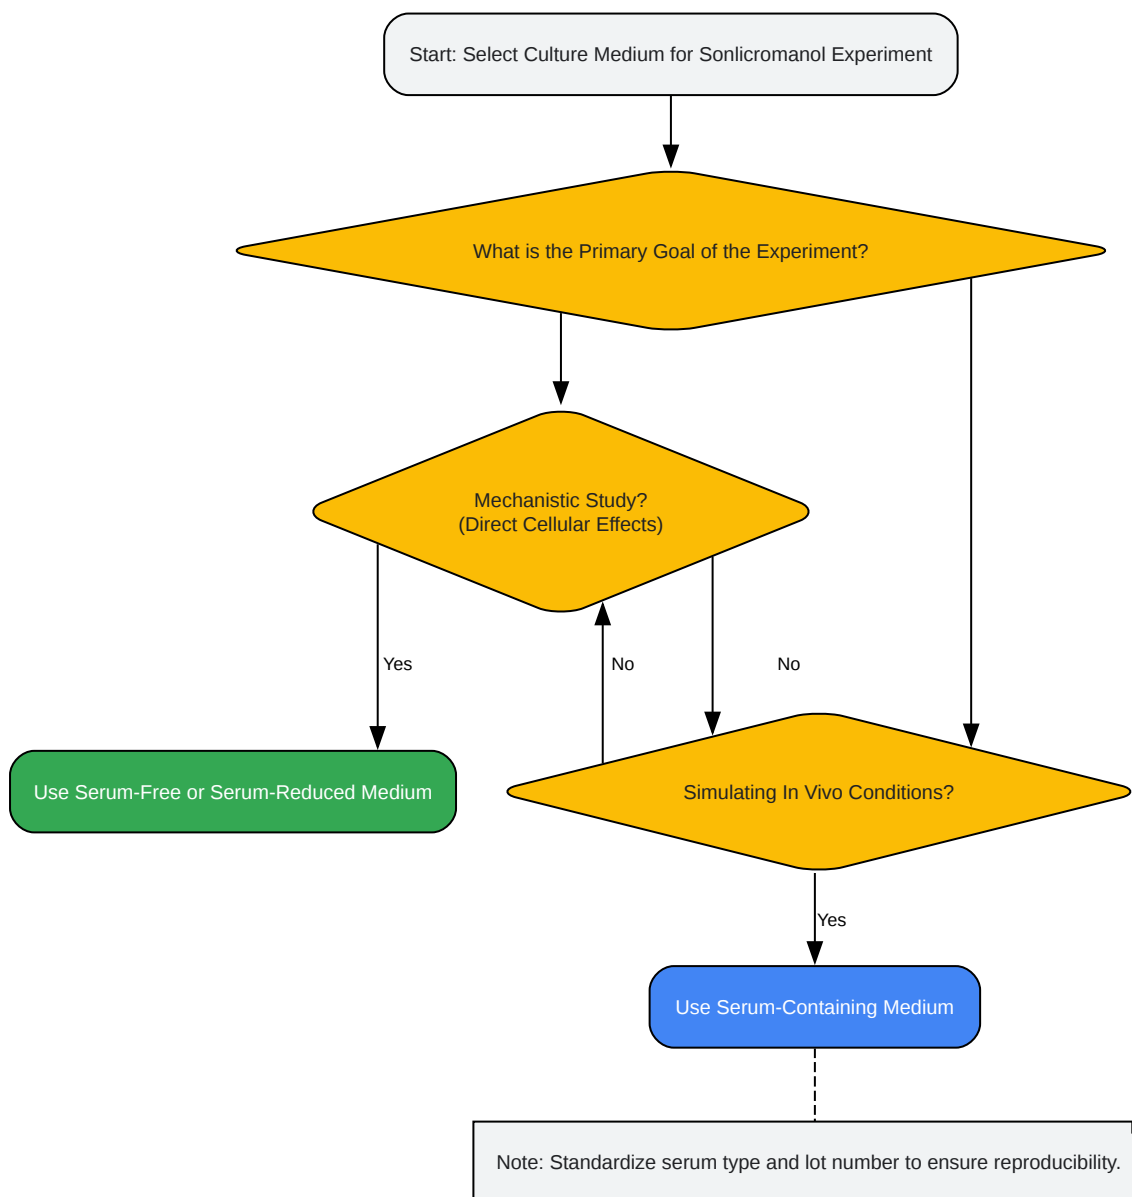 Start: Select Culture Medium for Sonlicromanol Experiment
What is the Primary Goal of the Experiment?
Mechanistic Study?
(Direct Cellular Effects)
Yes
No
No
Use Serum-Free or Serum-Reduced Medium
Simulating In Vivo Conditions?
Yes
Use Serum-Containing Medium
Note: Standardize serum type and lot number to ensure reproducibility.